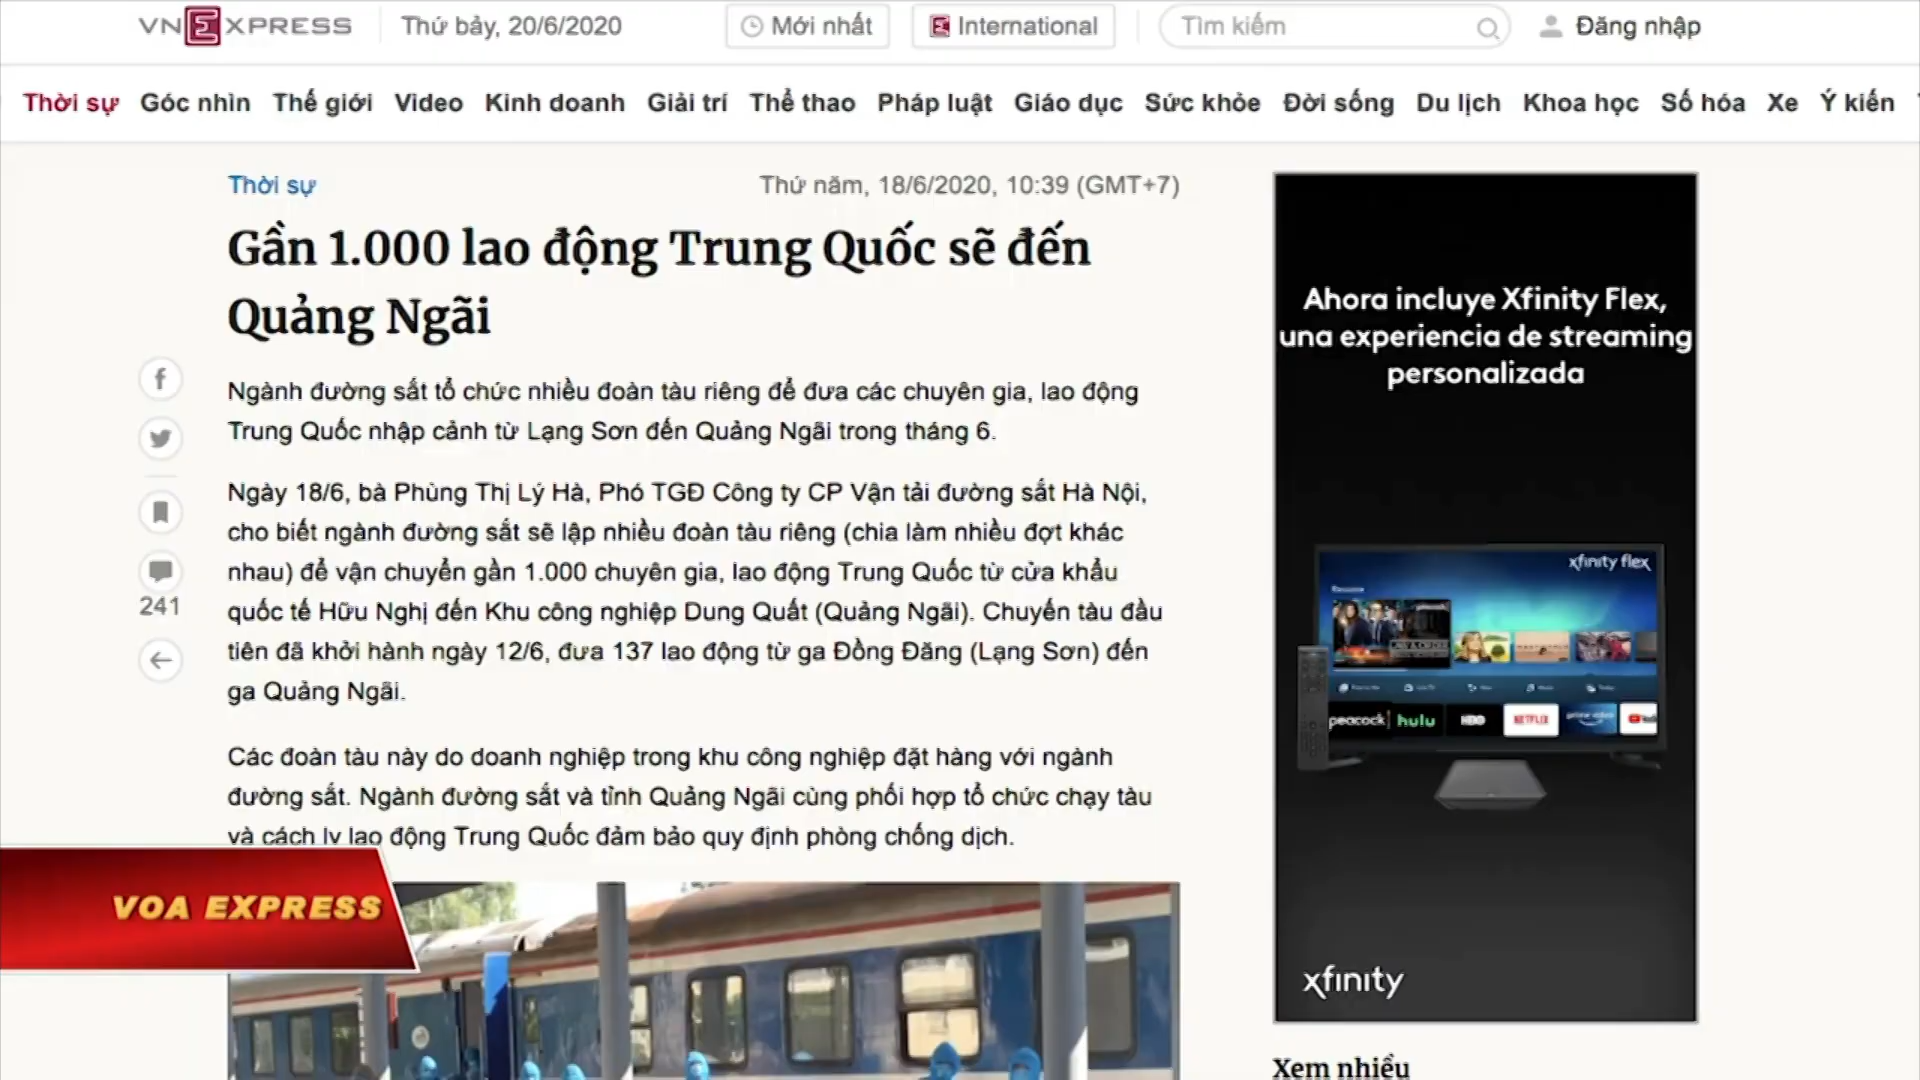 VNEXPRESS
Thứ bảy, 20/6/2020
Mới nhất
International
Tìm kiếm
Đăng nhập
Thời sự Góc nhìn Thế giới Video Kinh doanh Giải trí Thể thao Pháp luật Giáo dục Sức khỏe Đời sống Du lịch Khoa học Số hóa Xe Ý kiến
Thời sự
Thứ năm, 18/6/2020, 10:39 (GMT+7)
Gần 1.000 lao động Trung Quốc sẽ đến
Quảng Ngãi
Ngành đường sắt tổ chức nhiều đoàn tàu riêng để đưa các chuyên gia, lao động
Trung Quốc nhập cảnh từ Lạng Sơn đến Quảng Ngãi trong tháng 6.
Ngày 18/6, bà Phùng Thị Lý Hà, Phó TGĐ Công ty CP Vận tải đường sắt Hà Nội,
cho biết ngành đường sắt sẽ lập nhiều đoàn tàu riêng (chia làm nhiều đợt khác
nhau) để vận chuyển gần 1.000 chuyên gia, lao động Trung Quốc từ cửa khẩu
quốc tế Hữu Nghị đến Khu công nghiệp Dung Quất (Quảng Ngãi). Chuyến tàu đầu
tiên đã khởi hành ngày 12/6, đưa 137 lao động từ ga Đồng Đăng (Lạng Sơn) đến
ga Quảng Ngãi.
Các đoàn tàu này do doanh nghiệp trong khu công nghiệp đặt hàng với ngành
đường sắt. Ngành đường sắt và tỉnh Quảng Ngãi cùng phối hợp tổ chức chạy tàu
và cách ly lao động Trung Quốc đảm bảo quy định phòng chống dịch.
241
VOA EXPRESS
Ahora incluye Xfinity Flex,
una experiencia de streaming
personalizada
xfinity flex
peacock hulu HBO NETFLIX prime video
xfinity
Xem nhiều